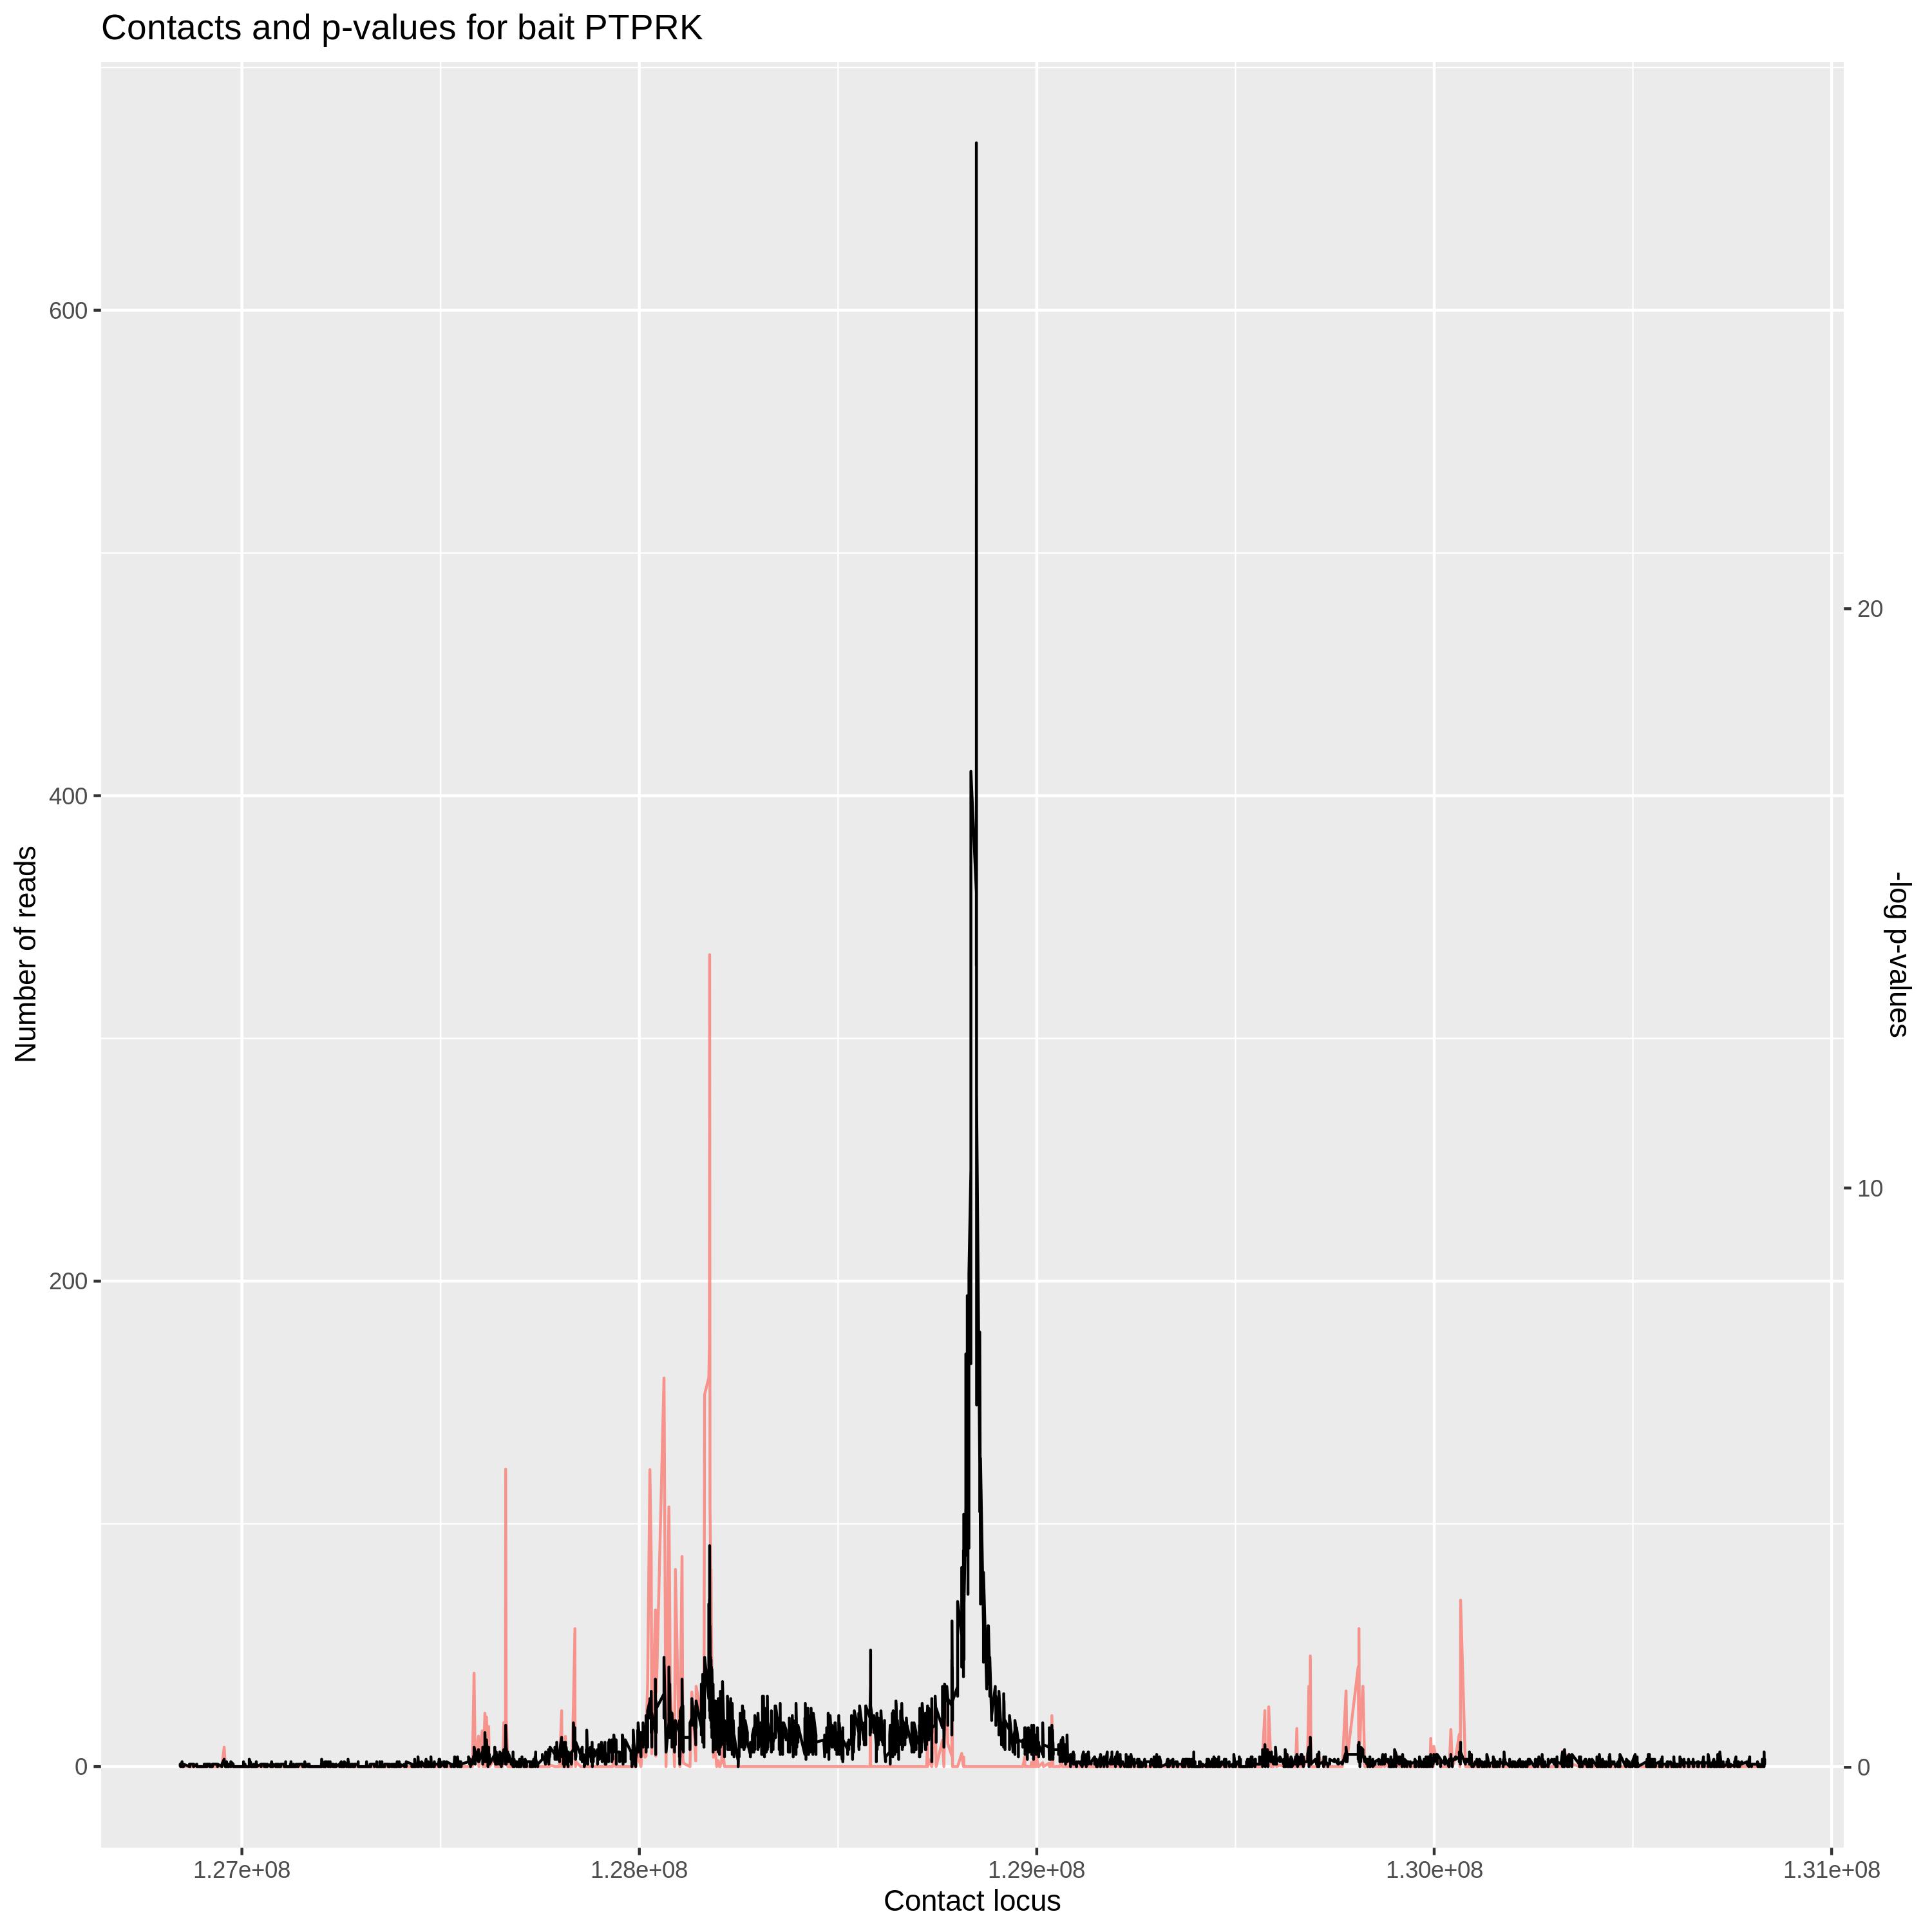 Contacts and p-values for bait PTPRK
600
400
200
0
Number of reads
20
10
0
-log p-values
1.27e+08
1.28e+08
1.29e+08
1.30e+08
1.31e+08
Contact locus